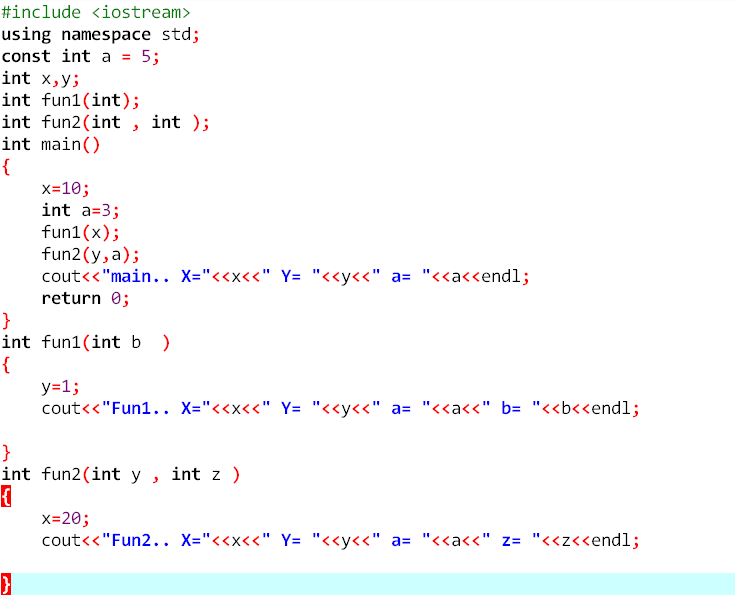 #include <iostream>
using namespace std;
const int a = 5;
int x,y;
int fun1(int);
int fun2(int , int );
int main()
{
    x=10;
    int a=3;
    fun1(x);
    fun2(y,a);
    cout<<"main.. X="<<x<<" Y= "<<y<<" a= "<<a<<endl;
    return 0;
}
int fun1(int b  )
{
    y=1;
    cout<<"Fun1.. X="<<x<<" Y= "<<y<<" a= "<<a<<" b= "<<b<<endl;

}
int fun2(int y , int z )
{
    x=20;
    cout<<"Fun2.. X="<<x<<" Y= "<<y<<" a= "<<a<<" z= "<<z<<endl;

}